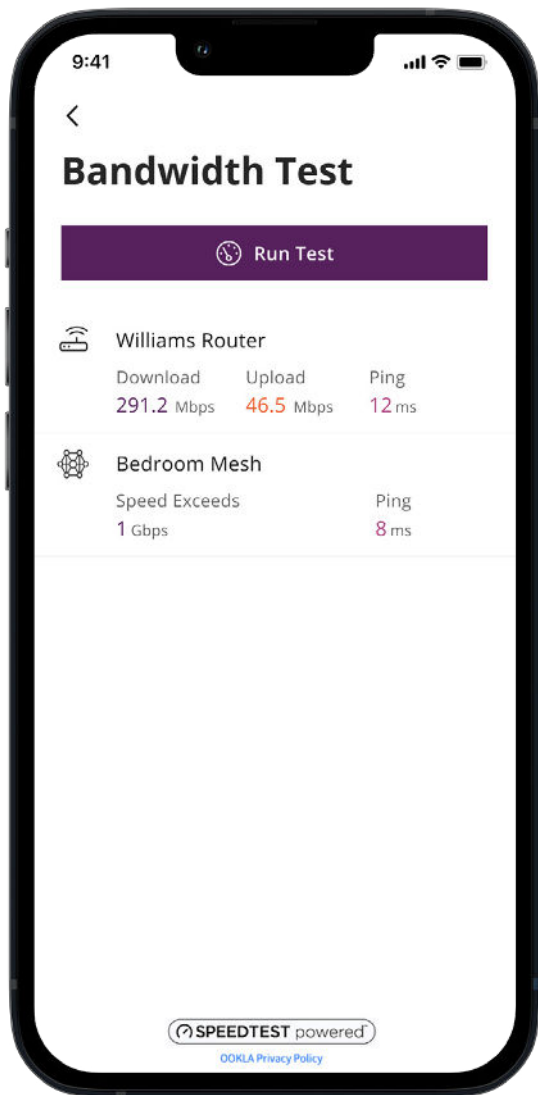 9:41
Bandwidth Test
Run Test
Williams Router
Download Upload Ping
291.2 Mbps 46.5 Mbps 12 ms
Bedroom Mesh
Speed Exceeds Ping
1 Gbps 8 ms
SPEEDTEST powered
OOKLA Privacy Policy